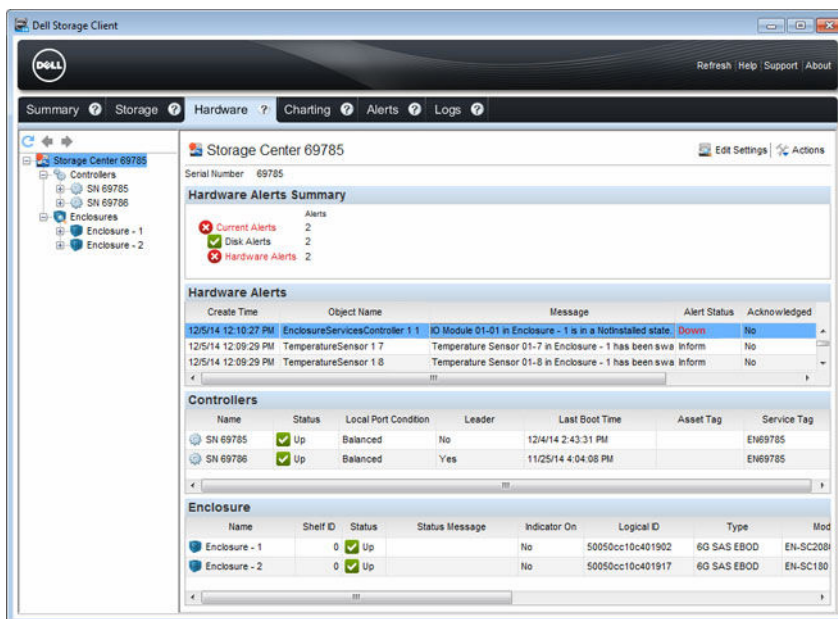 Dell Storage Client
DELL
Refresh | Help | Support | About
Summary ? Storage ? Hardware ? Charting ? Alerts ? Logs ?
Storage Center 69785
Controllers
SN 69785
SN 69786
Enclosures
Enclosure - 1
Enclosure - 2
Storage Center 69785
Edit Settings | Actions
Serial Number 69785
Hardware Alerts Summary
Alerts
Current Alerts 2
Disk Alerts 2
Hardware Alerts 2
Hardware Alerts
Create Time Object Name Message Alert Status Acknowledged
12/5/14 12:10:27 PM EnclosureServicesController 1 1 IO Module 01-01 in Enclosure - 1 is in a NotInstalled state. Down No
12/5/14 12:09:29 PM TemperatureSensor 1 7 Temperature Sensor 01-7 in Enclosure - 1 has been swa Inform No
12/5/14 12:09:29 PM TemperatureSensor 1 8 Temperature Sensor 01-8 in Enclosure - 1 has been swa Inform No
Controllers
Name Status Local Port Condition Leader Last Boot Time Asset Tag Service Tag
SN 69785 Up Balanced No 12/4/14 2:43:31 PM EN69785
SN 69786 Up Balanced Yes 11/25/14 4:04:08 PM EN69786
Enclosure
Name Shelf ID Status Status Message Indicator On Logical ID Type Mod
Enclosure - 1 0 Up No 50050cc10c401902 6G SAS EBOD EN-SC208
Enclosure - 2 0 Up No 50050cc10c401917 6G SAS EBOD EN-SC180